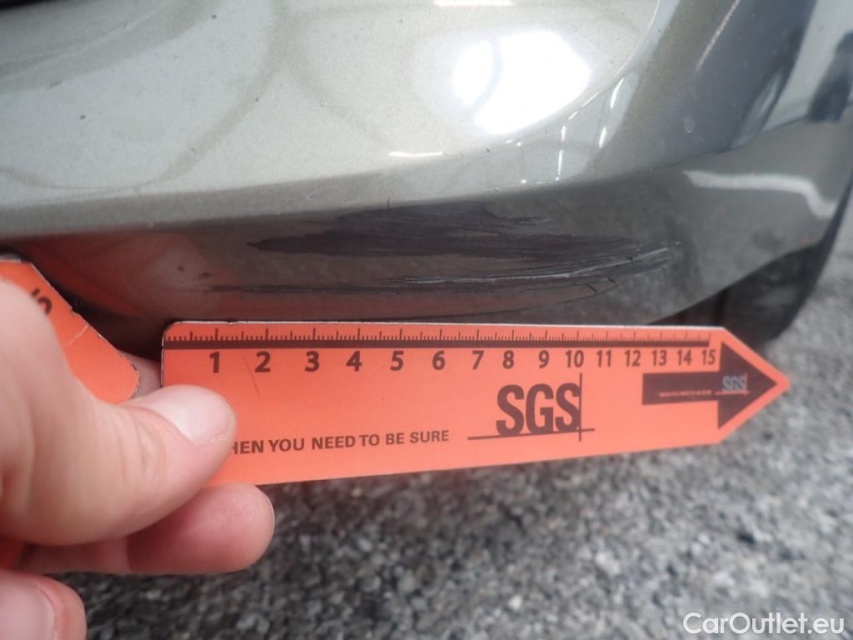 5
1 2 3 4 5 6 7 8 9 10 11 12 13 14 15
SGS
SGS
HEN YOU NEED TO BE SURE
CarOutlet.eu